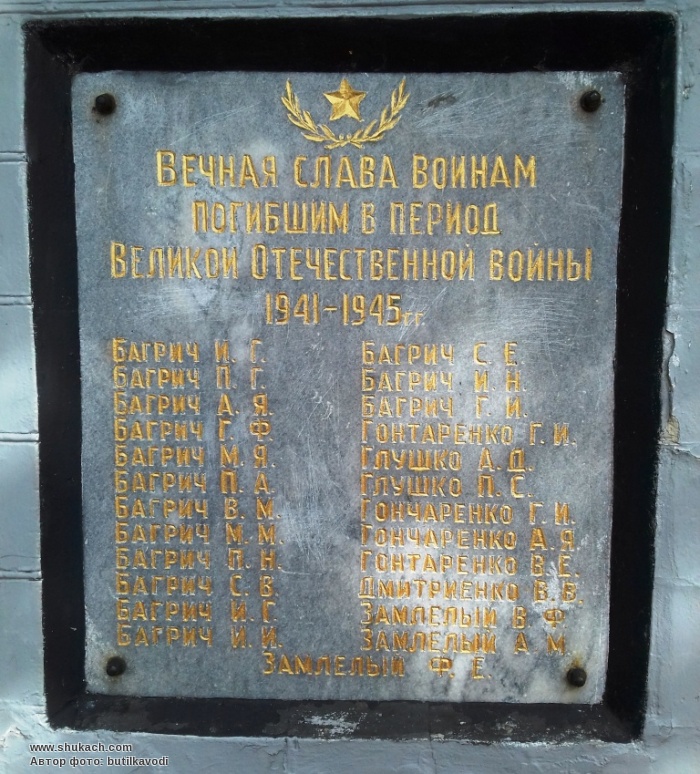 Вечная слава воинам
погибшим в период
Великой Отечественной войны
1941-1945г.г.
Багрич И. Г.
Багрич П. Г.
Багрич А. Я.
Багрич Г. Ф.
Багрич М. Я.
Багрич П. А.
Багрич В. М.
Багрич М. М.
Багрич П. Н.
Багрич С. В.
Багрич И. Г.
Багрич И. И.
Багрич С. Е.
Багрич И. Н.
Багрич Г. И.
Гонтаренко Г. И.
Глушко А. Д.
Глушко П. С.
Гончаренко Г. И.
Гончаренко А. Я.
Гонтаренко В. Е.
Дмитриенко В. В.
Замлелый В. Ф.
Замлелый А. М.
Замлелый Ф. Е.
www.shukach.com
Автор фото: butilkavodi